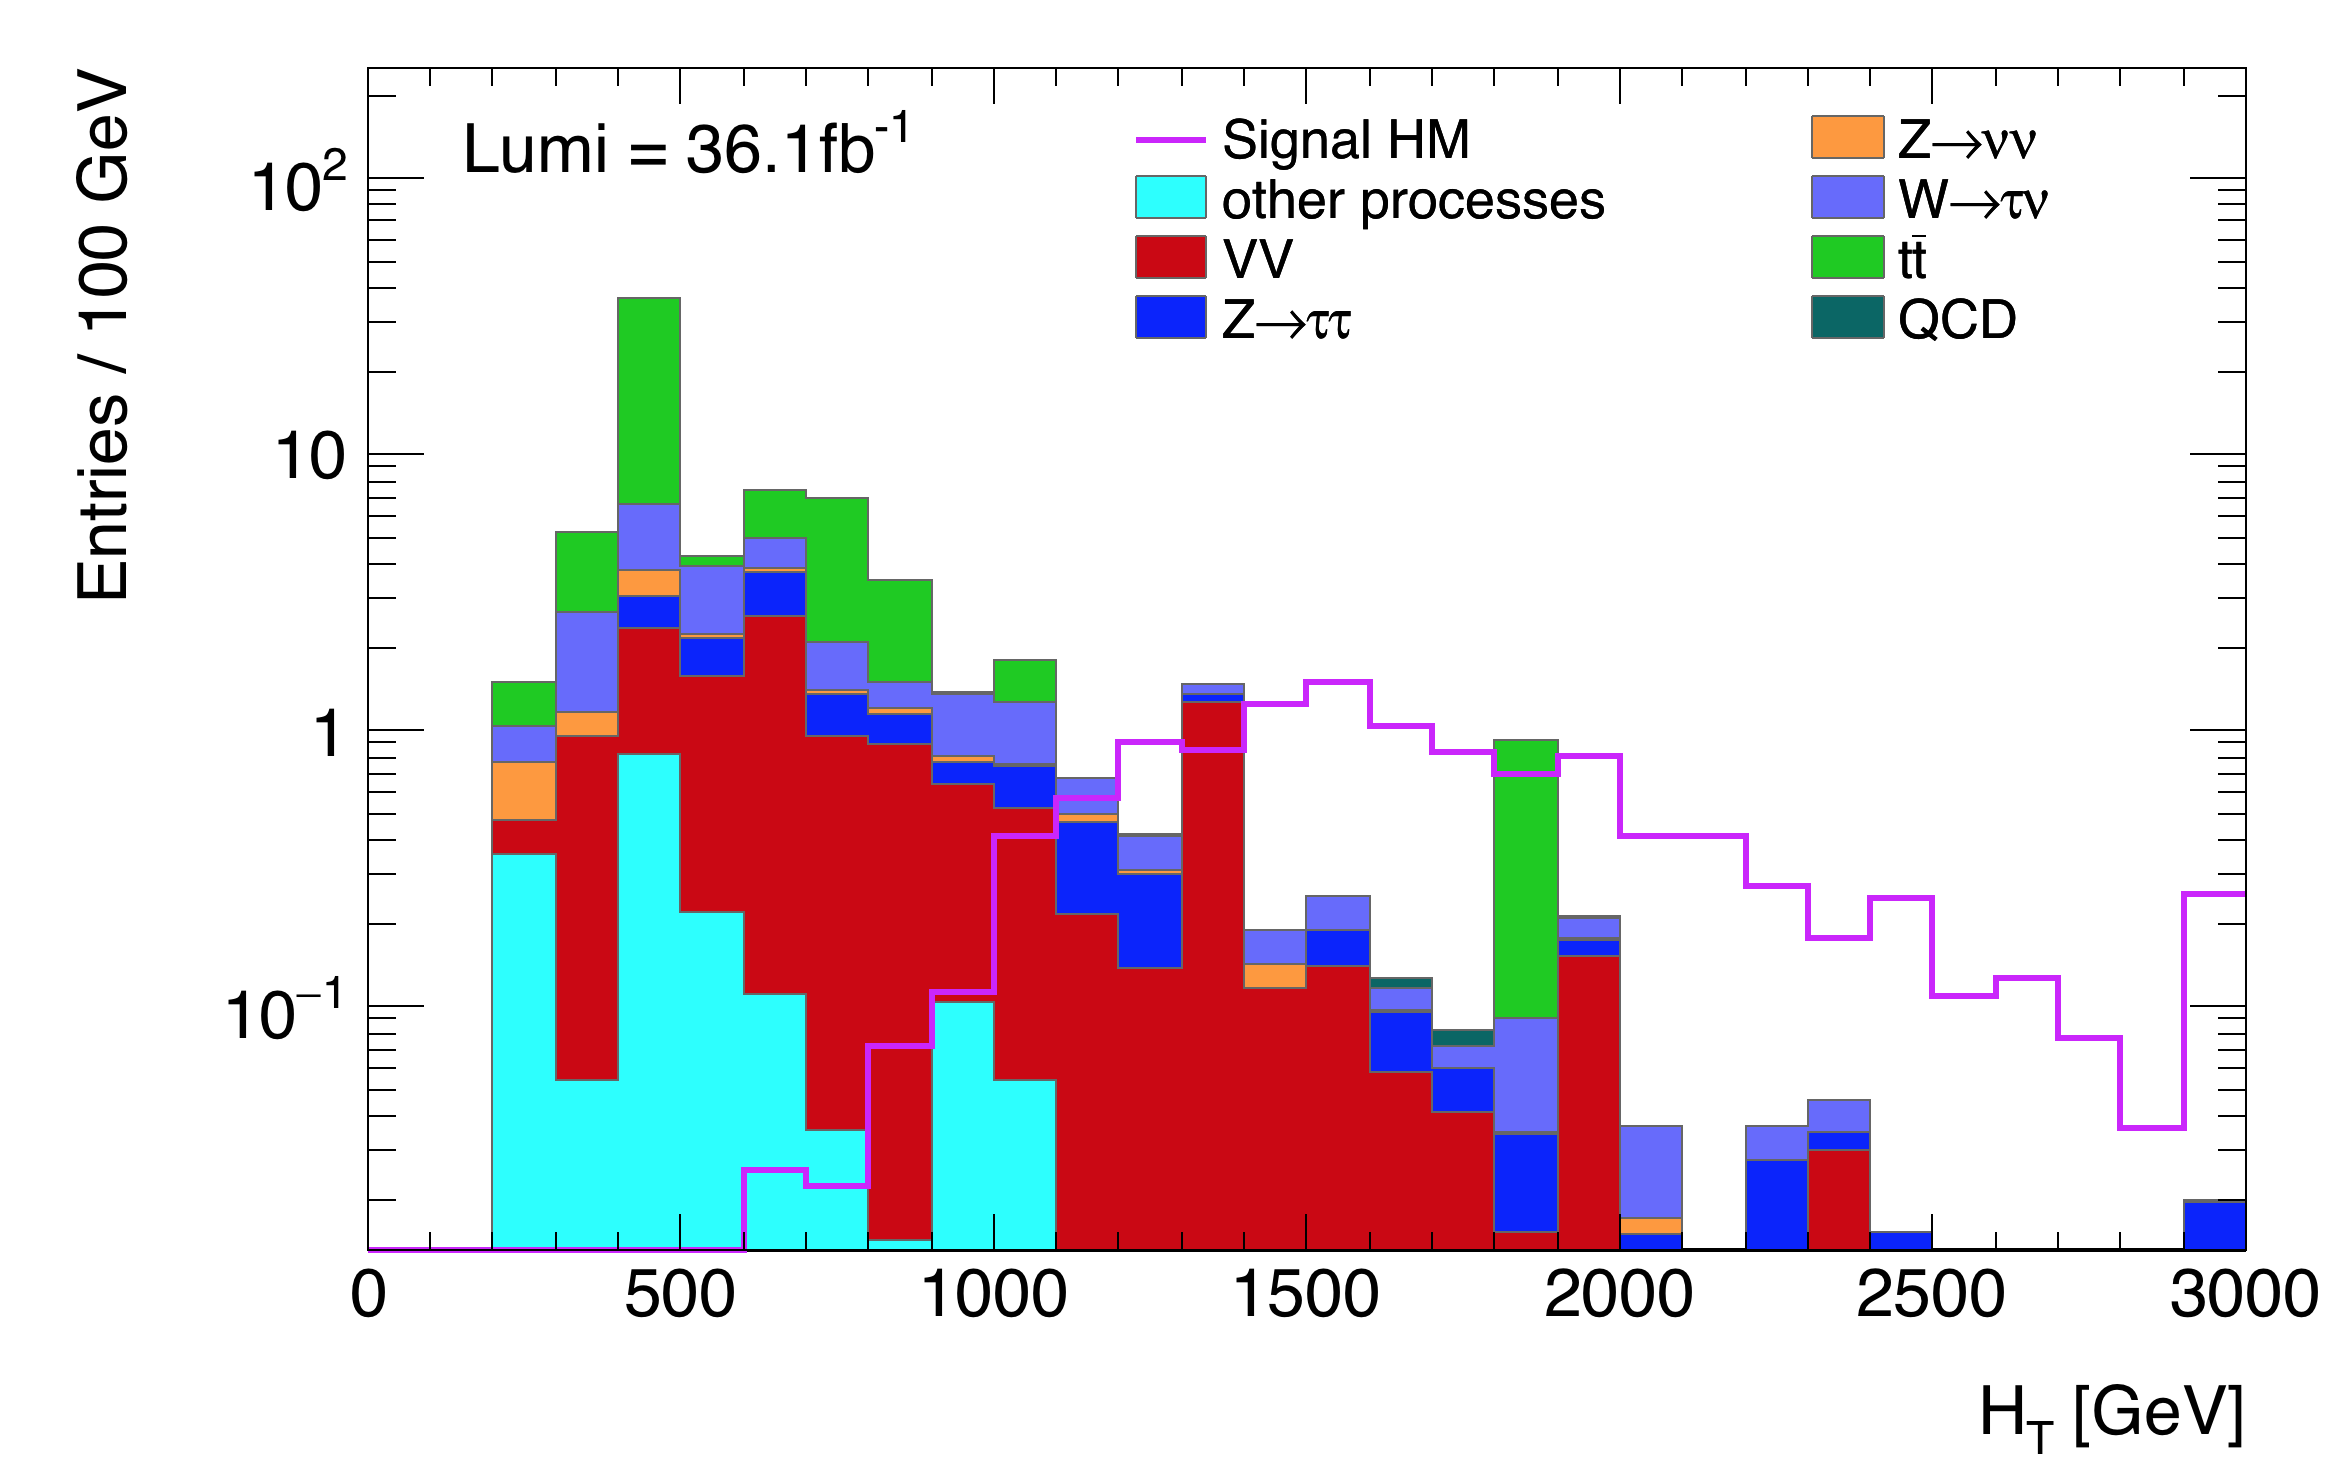 Entries / 100 GeV
Lumi = 36.1fb⁻¹
Signal HM
other processes
VV
Z→ττ
Z→νν
W→τν
tt̄
QCD
10²
10
1
10⁻¹
0 500 1000 1500 2000 2500 3000
H_T [GeV]